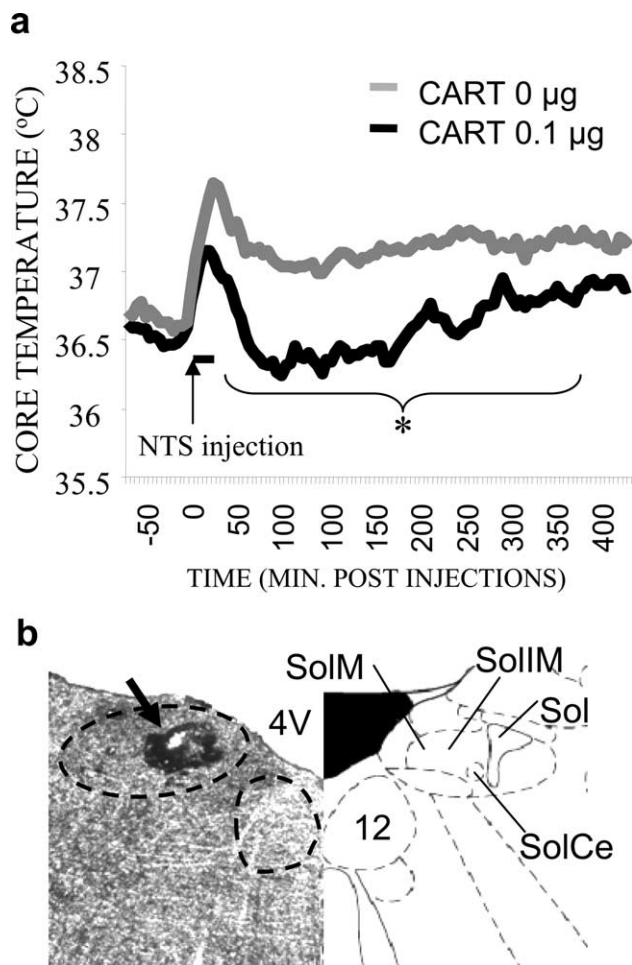 a
38.5
38
37.5
37
36.5
36
35.5
CORE TEMPERATURE (°C)
CART 0 µg
CART 0.1 µg
NTS injection
*
-50 0 50 100 100 200 250 300 350 400
TIME (MIN. POST INJECTIONS)
b
SolM
SolIM
4V
Sol
12
SolCe